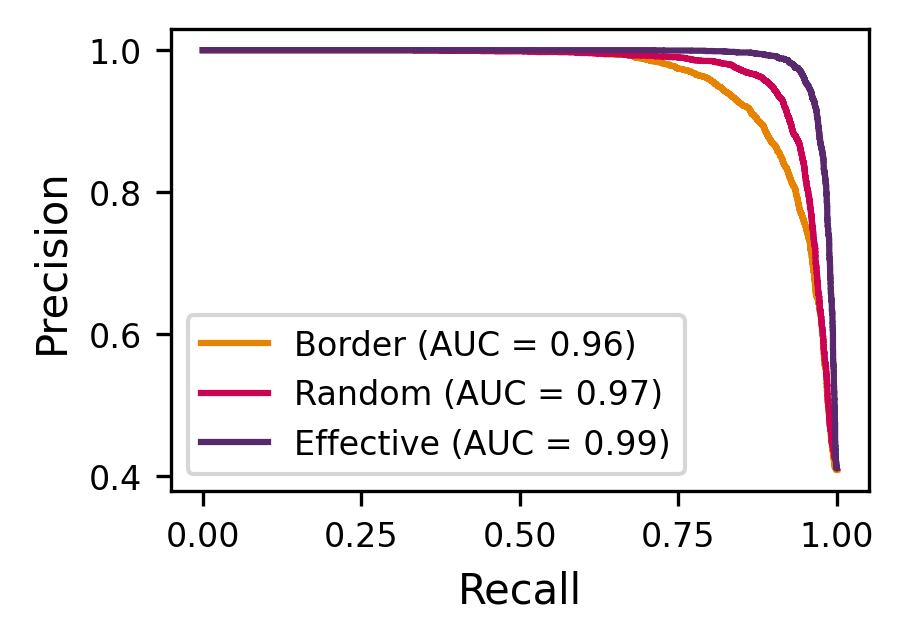 1.0
0.8
0.6
0.4
Precision
Border (AUC = 0.96)
Random (AUC = 0.97)
Effective (AUC = 0.99)
0.00 0.25 0.50 0.75 1.00
Recall